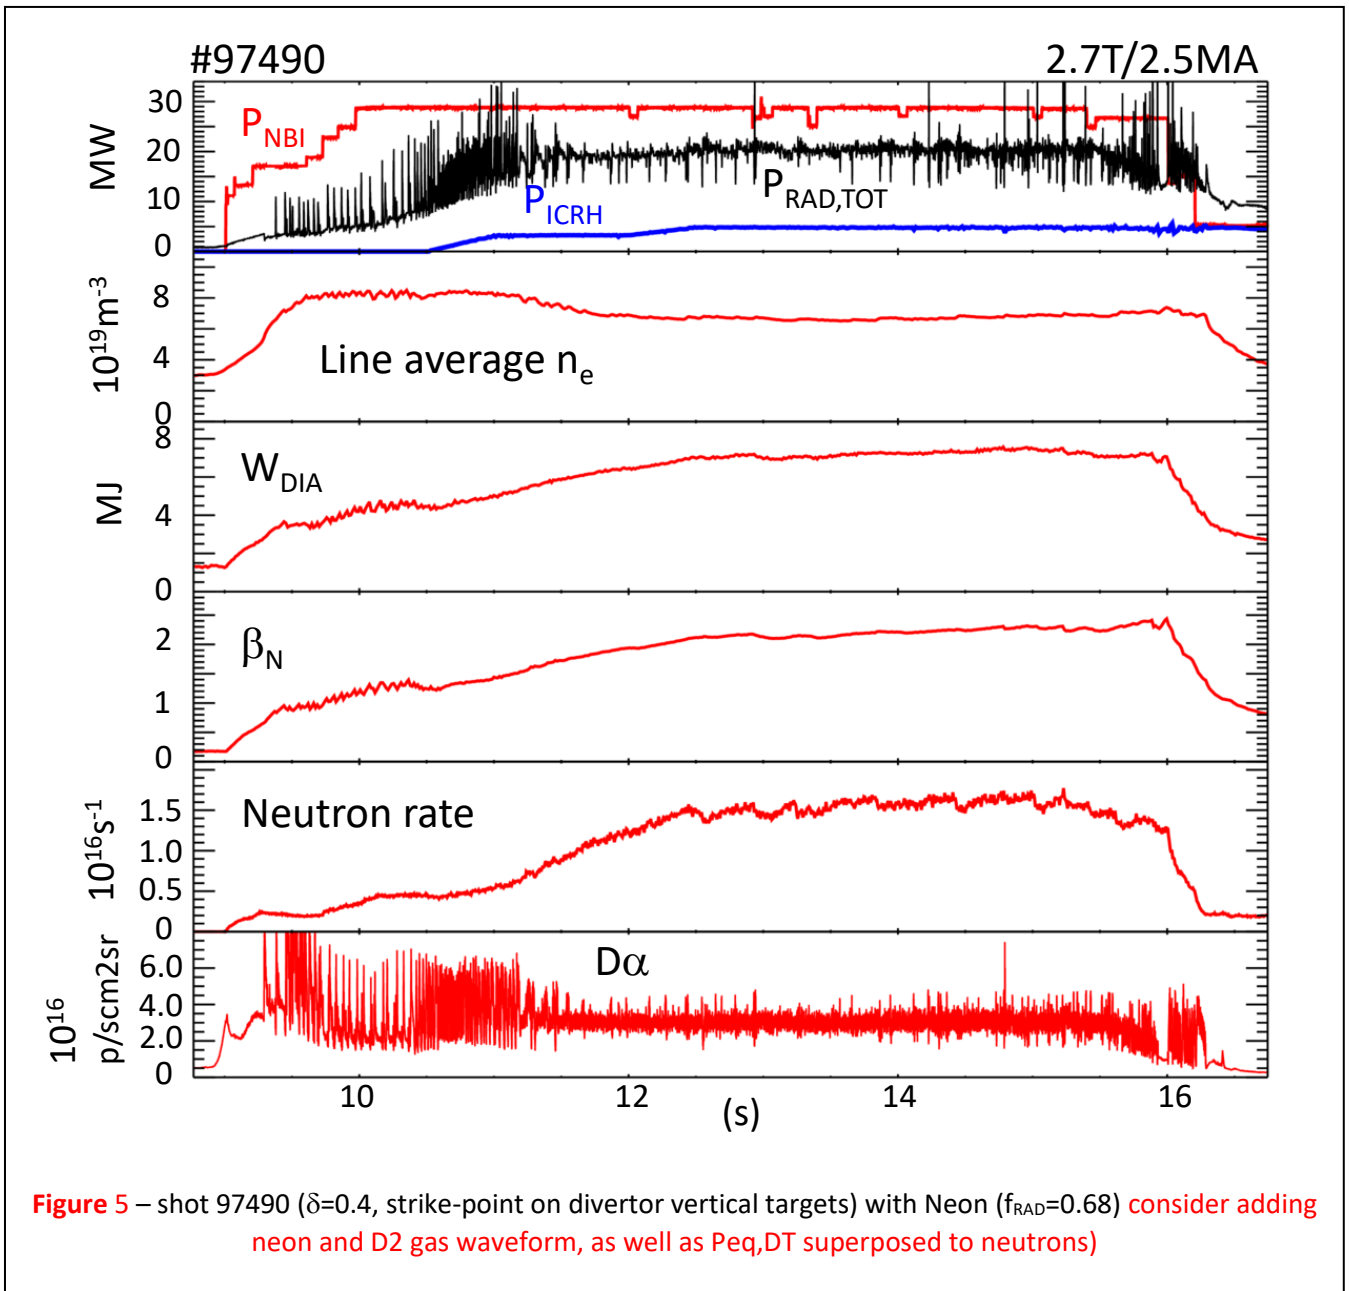 #97490 2.7T/2.5MA
30
20
10
0
MW
P_NBI
P_ICRH
P_RAD,TOT
8
4
0
10^19 m^-3
Line average n_e
8
4
0
MJ
W_DIA
2
1
0
β_N
1.5
1.0
0.5
0
10^16 s^-1
Neutron rate
6.0
4.0
2.0
0
10^16
p/scm2sr
Dα
10 12 14 16
(s)
Figure 5 – shot 97490 (δ=0.4, strike-point on divertor vertical targets) with Neon (f_RAD=0.68) consider adding
neon and D2 gas waveform, as well as Peq,DT superposed to neutrons)